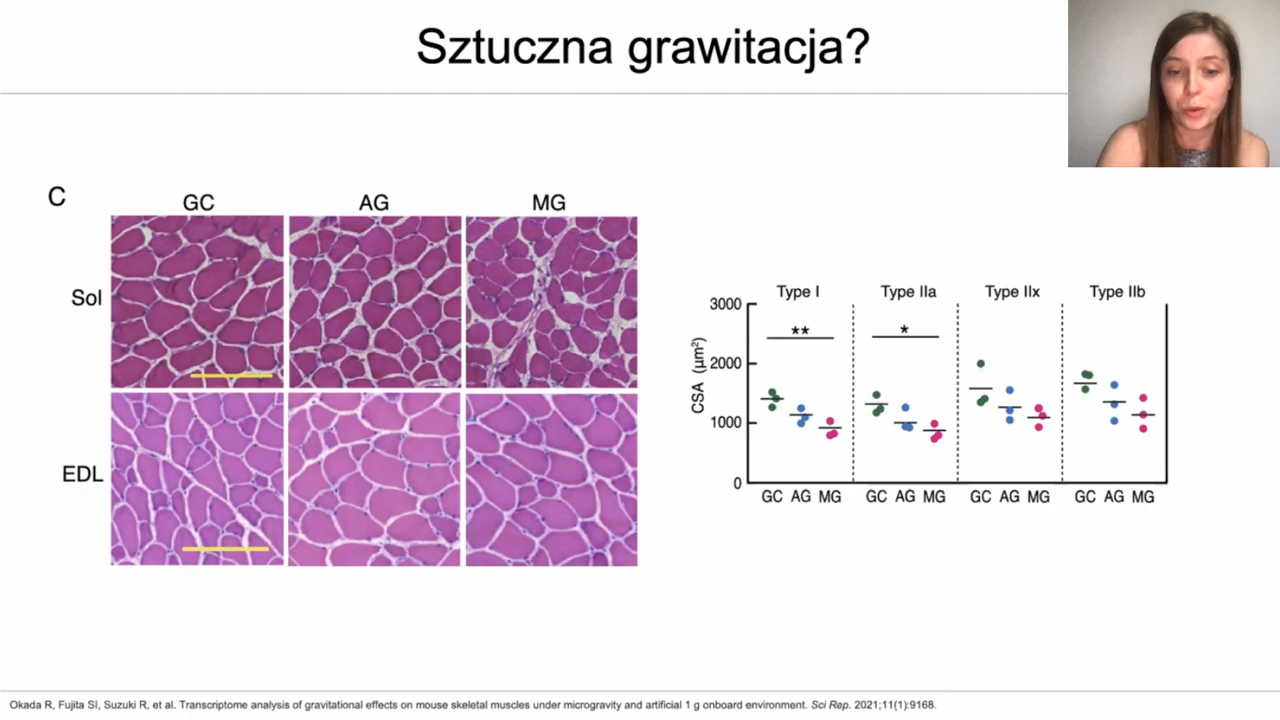 Sztuczna grawitacja?
C
GC AG MG
Sol
EDL
Type I Type IIa Type IIx Type IIb
** *
CSA (µm²)
3000
2000
1000
0
GC AG MG GC AG MG GC AG MG GC AG MG
Okada R, Fujita SI, Suzuki R, et al. Transcriptome analysis of gravitational effects on mouse skeletal muscles under microgravity and artificial 1 g onboard environment. Sci Rep. 2021;11(1):9168.